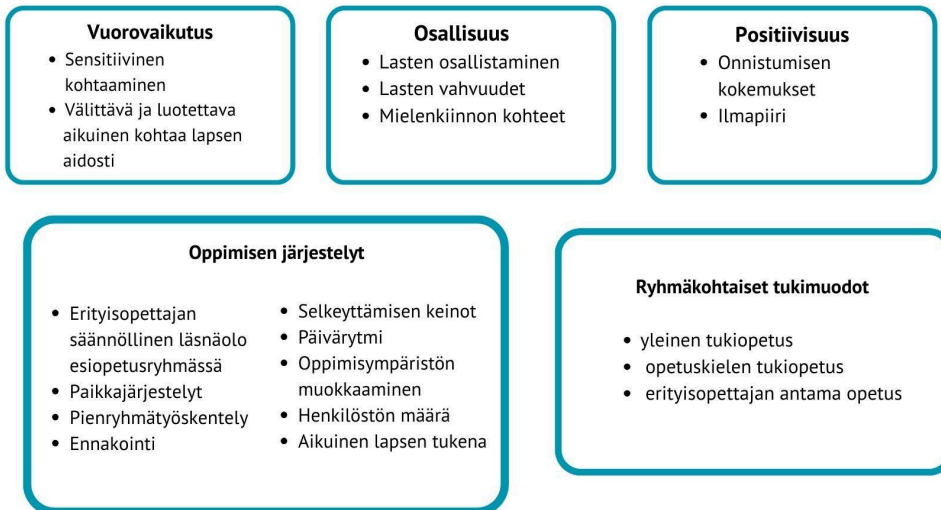 Vuorovaikutus
• Sensitiivinen
kohtaaminen
• Välittävä ja luotettava
aikuinen kohtaa lapsen
aidosti
Osallisuus
• Lasten osallistaminen
• Lasten vahvuudet
• Mielenkiinnon kohteet
Positiivisuus
• Onnistumisen
kokemukset
• Ilmapiiri
Oppimisen järjestelyt
• Erityisopettajan
säännöllinen läsnäolo
esiopetusryhmässä
• Paikkajärjestelyt
• Pienryhmätyöskentely
• Ennakointi
• Selkeyttämisen keinot
• Päivärytmi
• Oppimisympäristön
muokkaaminen
• Henkilöstön määrä
• Aikuinen lapsen tukena
Ryhmäkohtaiset tukimuodot
• yleinen tukiopetus
• opetuskielen tukiopetus
• erityisopettajan antama opetus